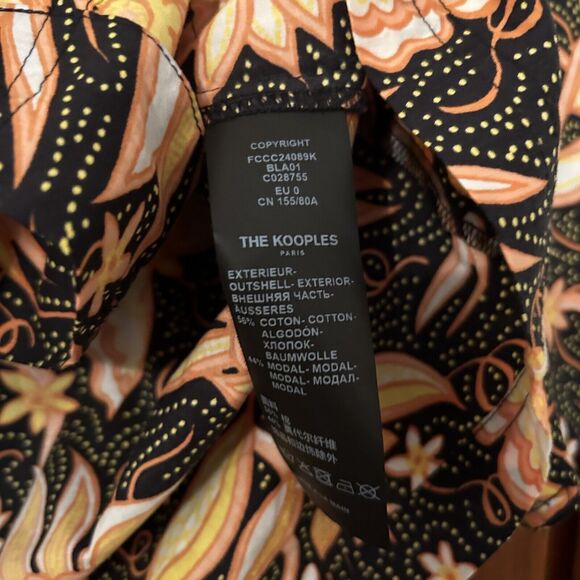 COPYRIGHT
FCCC24089K
BLA01
C028755
EU 0
CN 155/80A
THE KOOPLES
PARIS
EXTERIEUR-
OUTSHELL- EXTERIOR-
ВНЕШНЯЯ ЧАСТЬ-
AUSSERES
56% COTON- COTTON-
ALGODÓN-
ХЛОПОК-
BAUMWOLLE
44% MODAL- MODAL-
MODAL- МОДАЛ-
MODAL